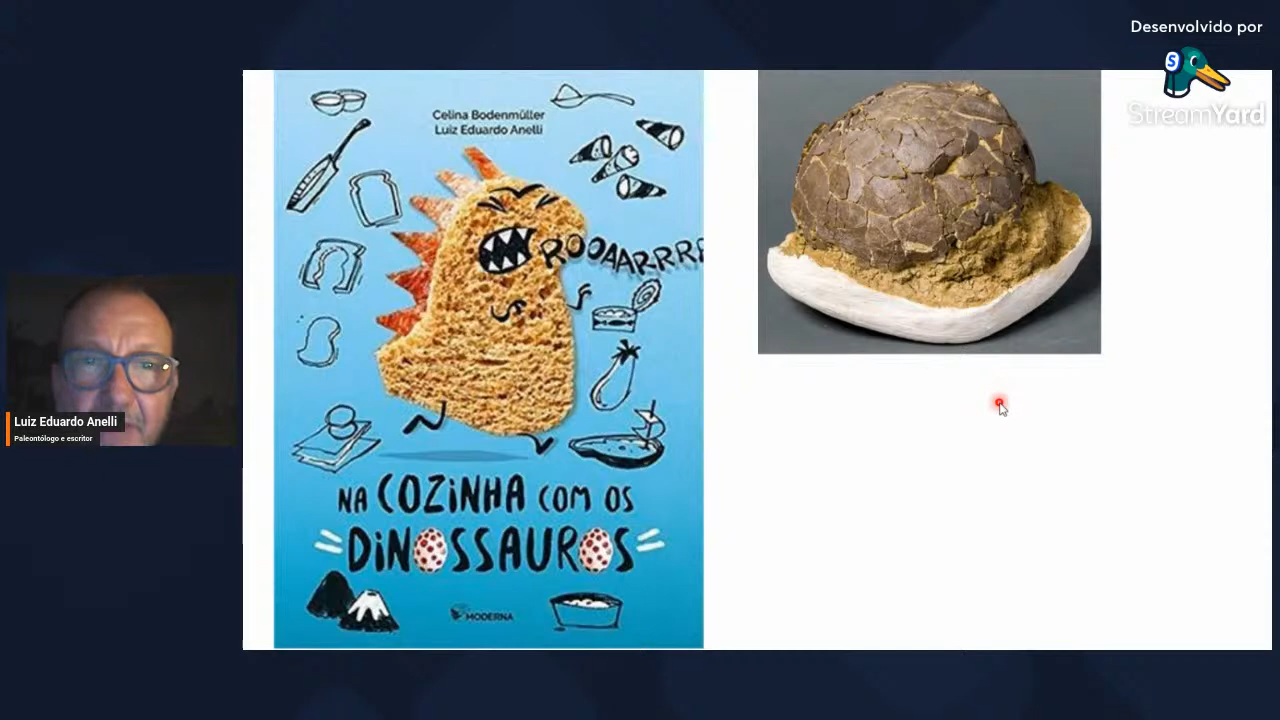 Desenvolvido por
S
StreamYard
Celina Bodenmüller
Luiz Eduardo Anelli
ROOAARRRR
NA COZiNHA COM OS
DiNOSSAUROS
MODERNA
Luiz Eduardo Anelli
Paleontólogo e escritor